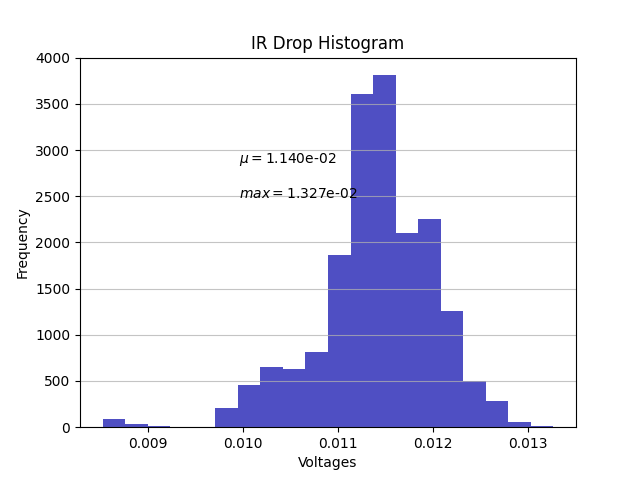 IR Drop Histogram
4000
3500
3000
2500
2000
1500
1000
500
0
μ = 1.140e-02
max = 1.327e-02
Frequency
0.009 0.010 0.011 0.012 0.013
Voltages